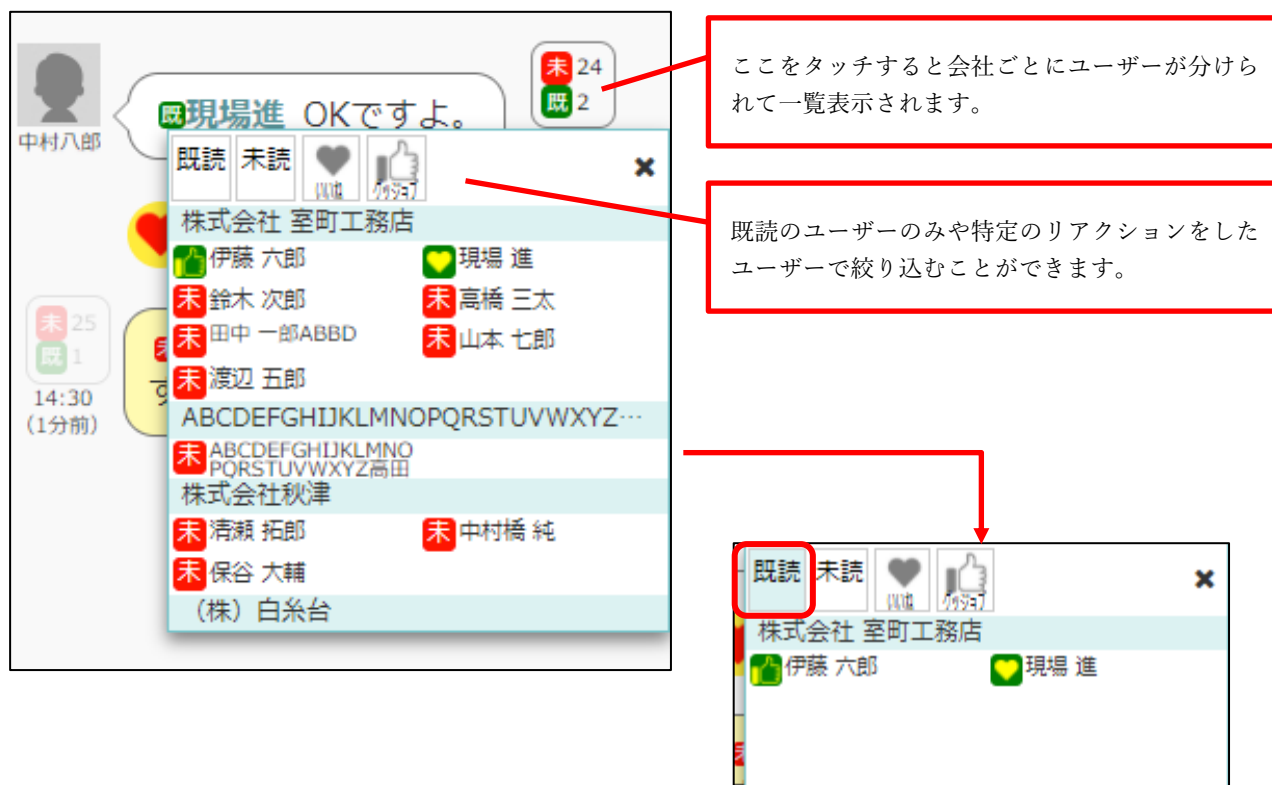 中村八郎
既現場進 OKですよ。
未 24
既 2
ここをタッチすると会社ごとにユーザーが分けら
れて一覧表示されます。
既読 未読 いいね グッジョブ ×
株式会社 室町工務店
伊藤 六郎 現場 進
未 鈴木 次郎 未 高橋 三太
未 田中 一郎ABBD 未 山本 七郎
未 渡辺 五郎
ABCDEFGHIJKLMNOPQRSTUVWXYZ…
未 ABCDEFGHIJKLMNO
PQRSTUVWXYZ高田
株式会社秋津
未 清瀬 拓郎 未 中村橋 純
未 保谷 大輔
（株）白糸台
既読のユーザーのみや特定のリアクションをした
ユーザーで絞り込むことができます。
未 25
既 1
14:30
(1分前)
す
既読 未読 いいね グッジョブ ×
株式会社 室町工務店
伊藤 六郎 現場 進